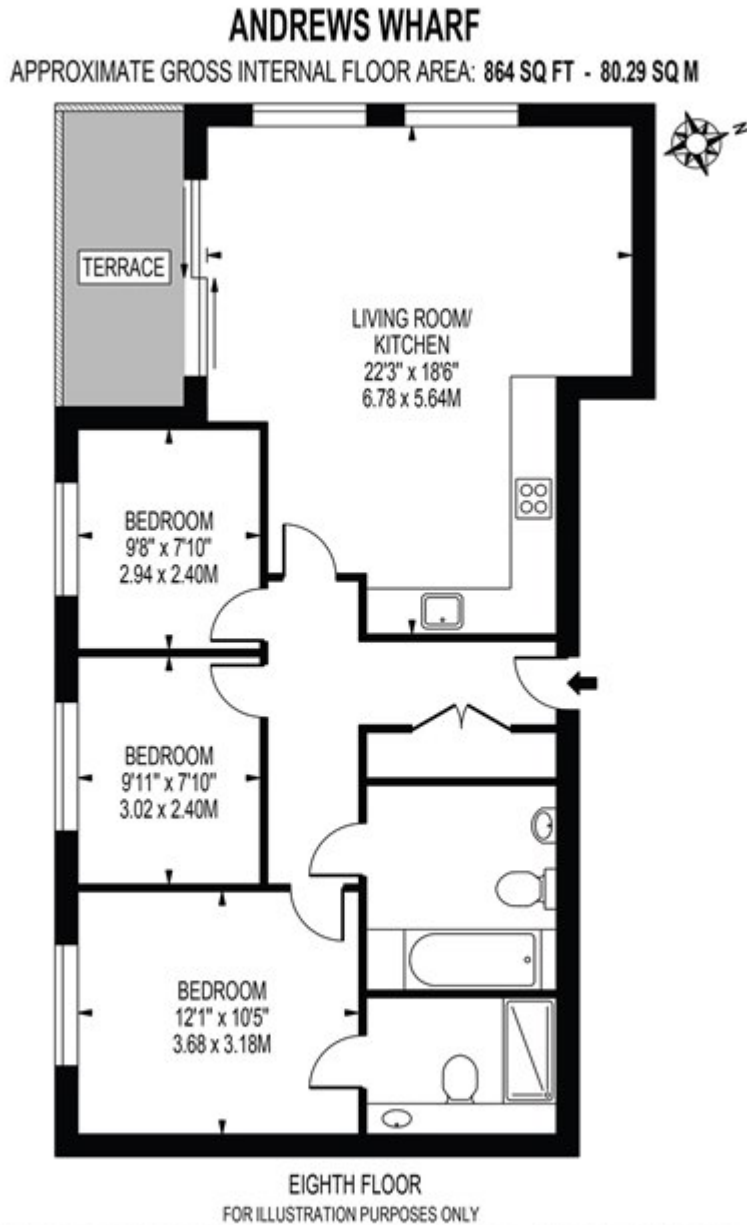 ANDREWS WHARF
APPROXIMATE GROSS INTERNAL FLOOR AREA: 864 SQ FT - 80.29 SQ M
N
TERRACE
LIVING ROOM/
KITCHEN
22'3" x 18'6"
6.78 x 5.64M
BEDROOM
9'8" x 7'10"
2.94 x 2.40M
BEDROOM
9'11" x 7'10"
3.02 x 2.40M
BEDROOM
12'1" x 10'5"
3.68 x 3.18M
EIGHTH FLOOR
FOR ILLUSTRATION PURPOSES ONLY